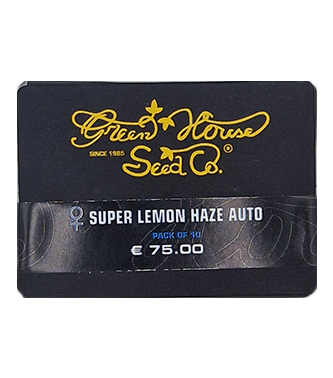 Green House
SINCE 1985
Seed Co.®
♀ SUPER LEMON HAZE AUTO
PACK OF 10
€ 75.00